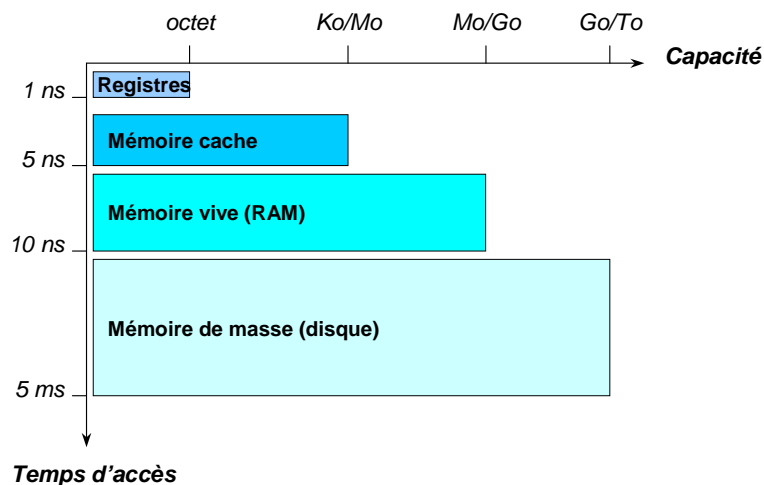 octet Ko/Mo Mo/Go Go/To
Capacité
Registres
1 ns
Mémoire cache
5 ns
Mémoire vive (RAM)
10 ns
Mémoire de masse (disque)
5 ms
Temps d'accès